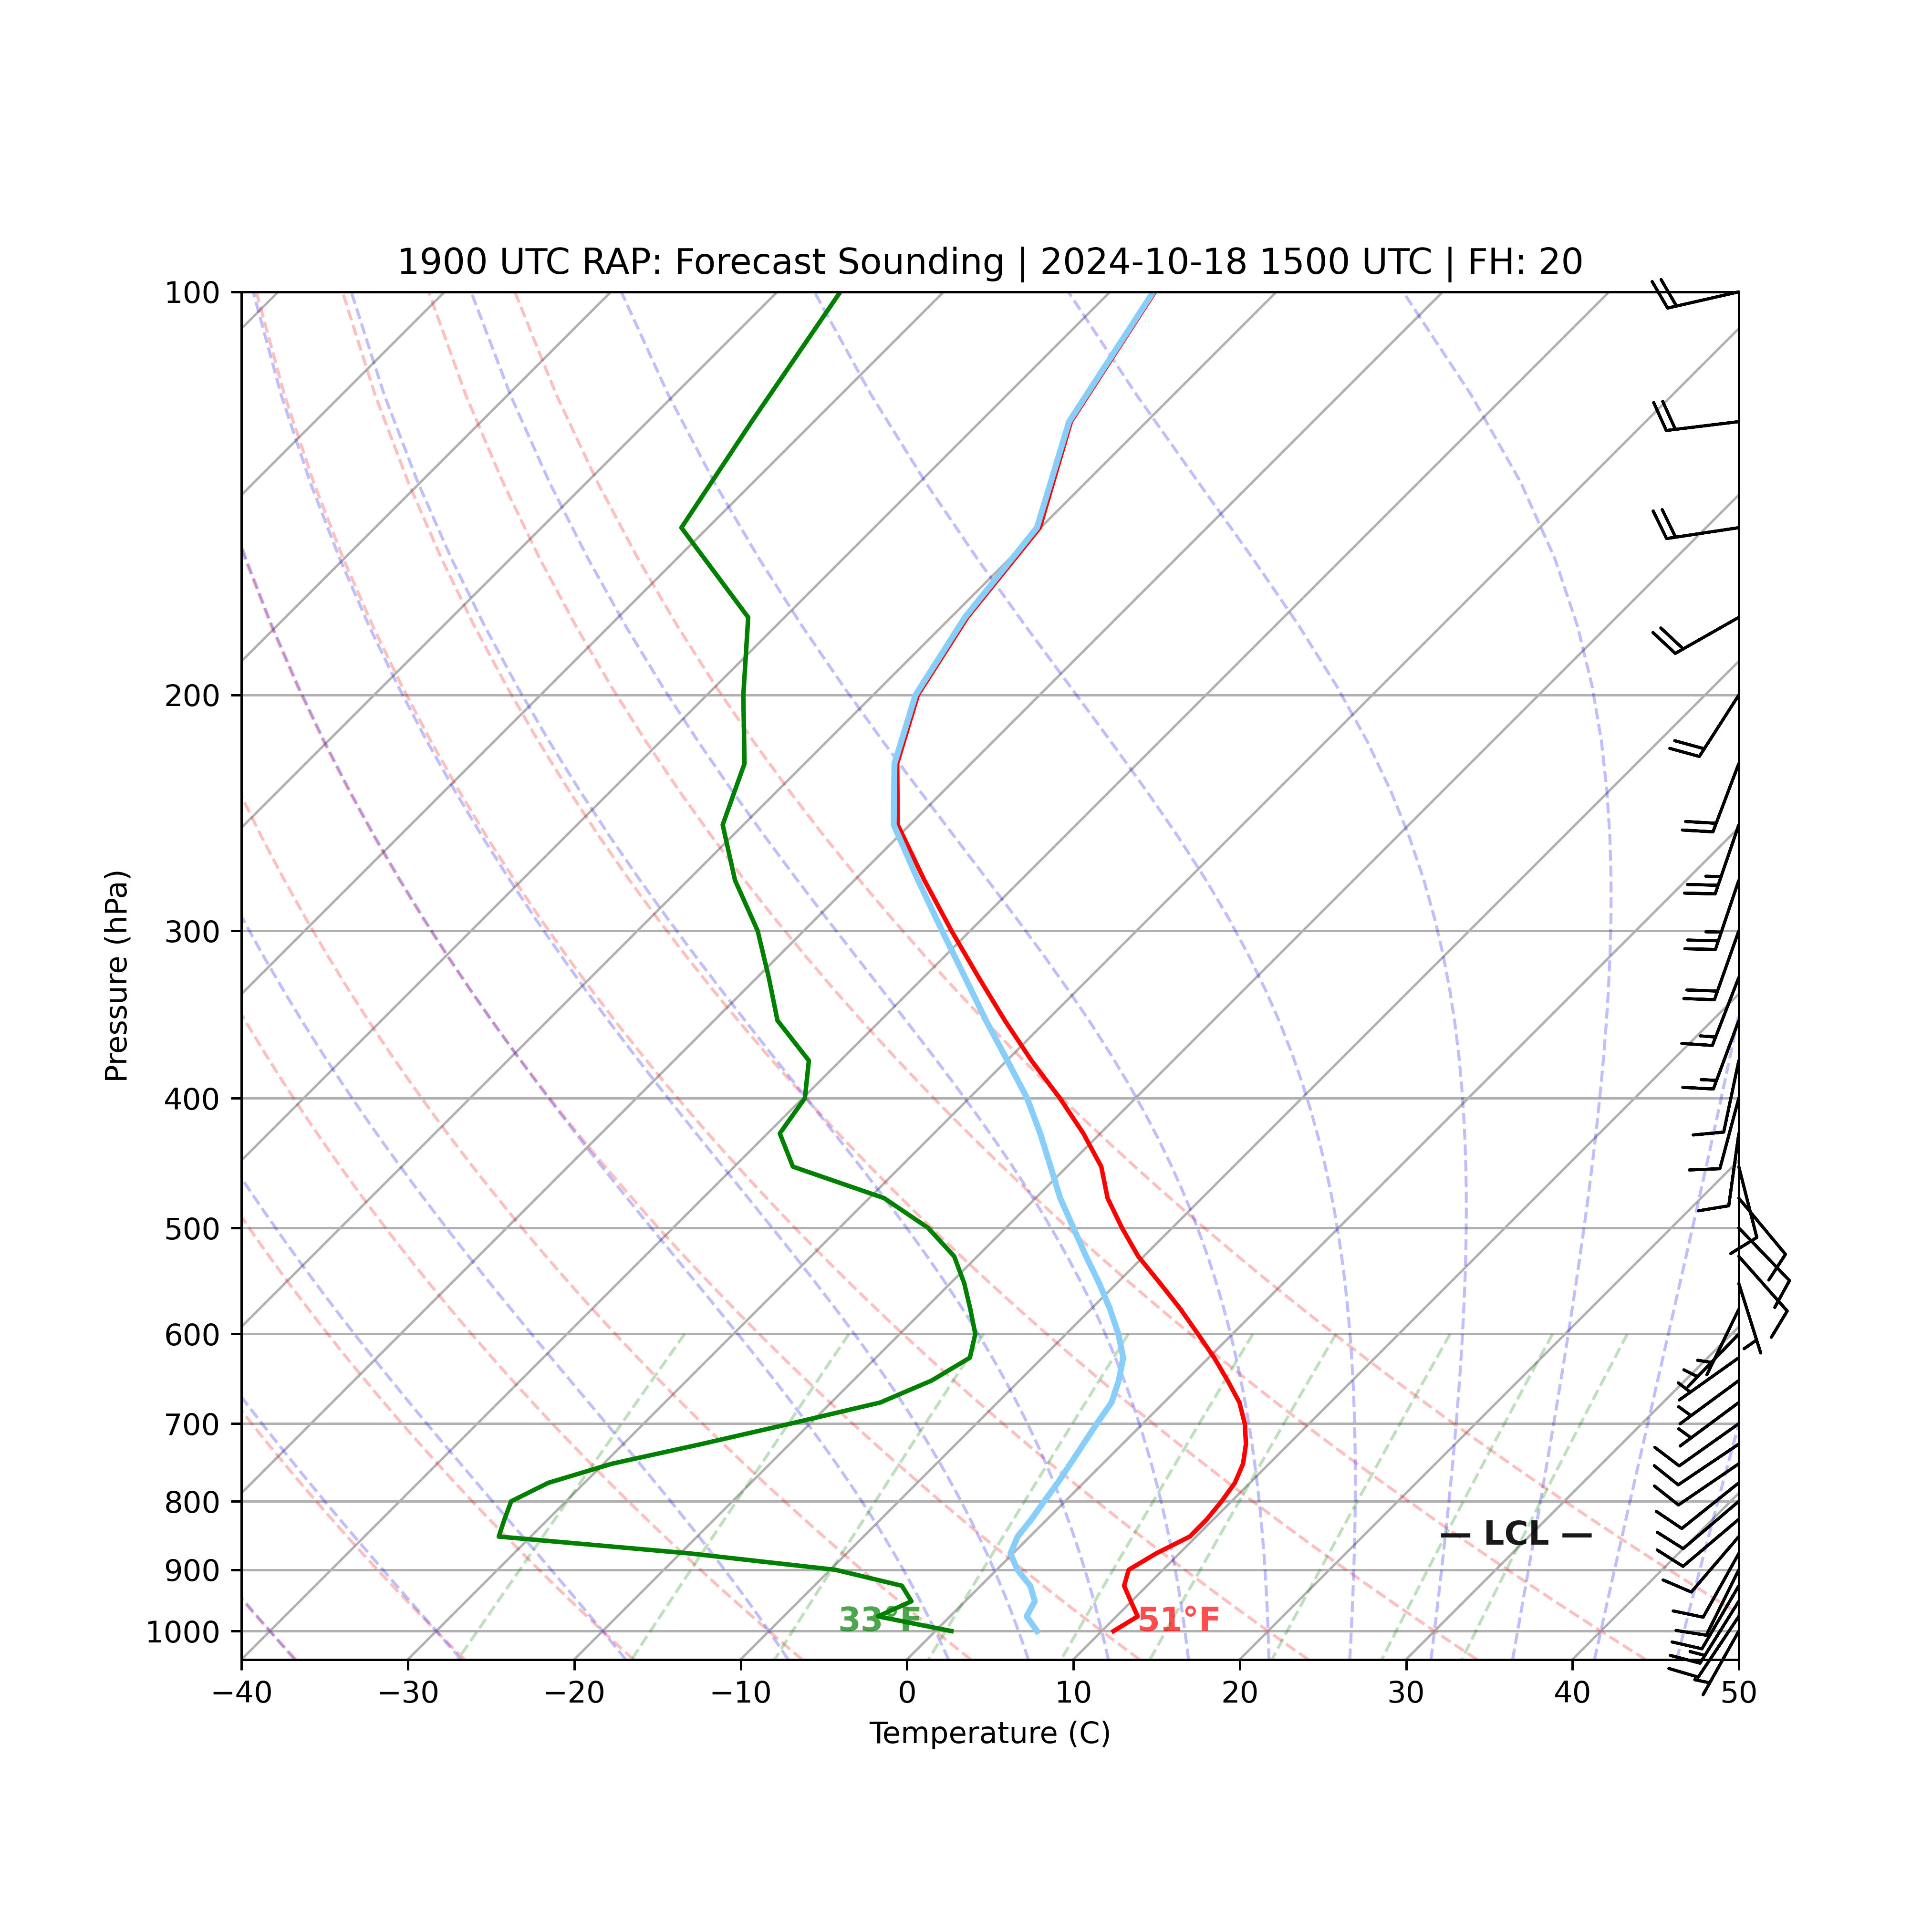 1900 UTC RAP: Forecast Sounding | 2024-10-18 1500 UTC | FH: 20
100
200
300
400
500
600
700
800
900
1000
Pressure (hPa)
— LCL —
33°F
51°F
−40 −30 −20 −10 0 10 20 30 40 50
Temperature (C)